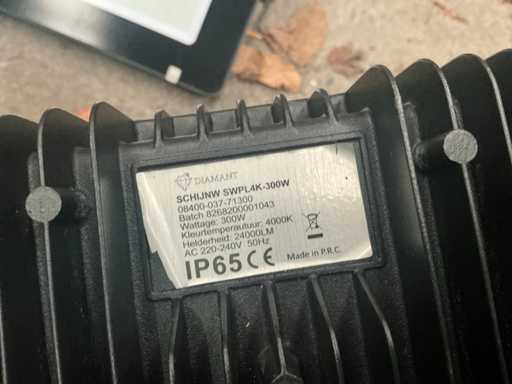 DIAMANT
SCHIJNW SWPL4K-300W
08400-037-71300
Batch 8268200001043
Wattage: 300W
Kleurtemperautuur: 4000K
Helderheid: 24000LM
AC 220-240V 50Hz
IP65 CE Made in P.R.C.